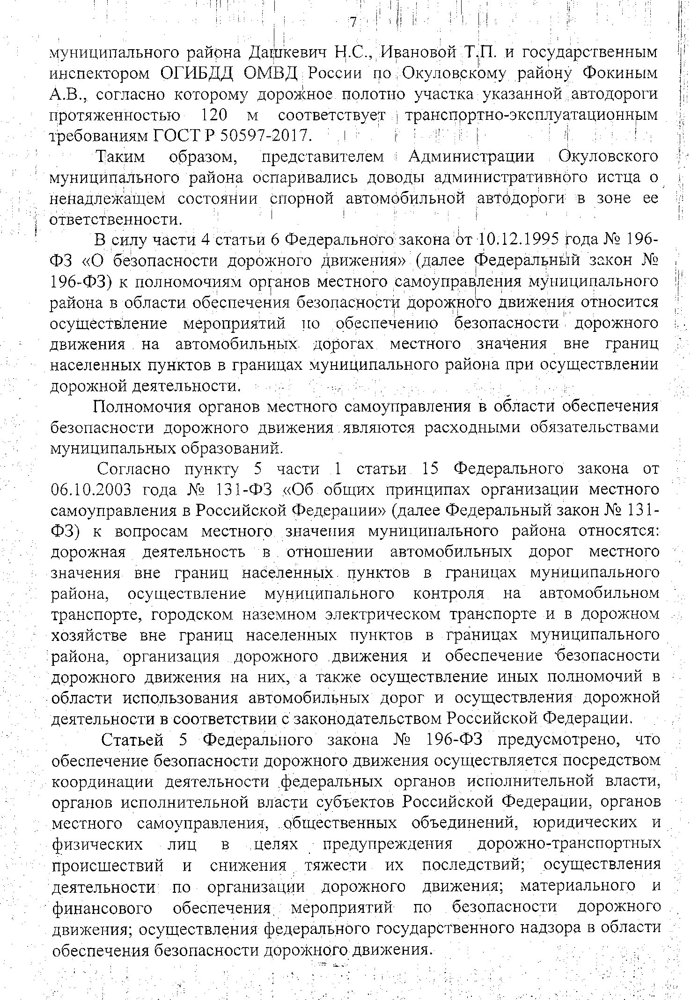 7
муниципального района Дашкевич Н.С., Ивановой Т.П. и государственным
инспектором ОГИБДД ОМВД России по Окуловскому району Фокиным
А.В., согласно которому дорожное полотно участка указанной автодороги
протяженностью 120 м соответствует транспортно-эксплуатационным
требованиям ГОСТ Р 50597-2017.
Таким образом, представителем Администрации Окуловского
муниципального района оспаривались доводы административного истца о
ненадлежащем состоянии спорной автомобильной автодороги в зоне ее
ответственности.
В силу части 4 статьи 6 Федерального закона от 10.12.1995 года № 196-
ФЗ «О безопасности дорожного движения» (далее Федеральный закон №
196-ФЗ) к полномочиям органов местного самоуправления муниципального
района в области обеспечения безопасности дорожного движения относится
осуществление мероприятий по обеспечению безопасности дорожного
движения на автомобильных дорогах местного значения вне границ
населенных пунктов в границах муниципального района при осуществлении
дорожной деятельности.
Полномочия органов местного самоуправления в области обеспечения
безопасности дорожного движения являются расходными обязательствами
муниципальных образований.
Согласно пункту 5 части 1 статьи 15 Федерального закона от
06.10.2003 года № 131-ФЗ «Об общих принципах организации местного
самоуправления в Российской Федерации» (далее Федеральный закон № 131-
ФЗ) к вопросам местного значения муниципального района относятся:
дорожная деятельность в отношении автомобильных дорог местного
значения вне границ населенных пунктов в границах муниципального
района, осуществление муниципального контроля на автомобильном
транспорте, городском наземном электрическом транспорте и в дорожном
хозяйстве вне границ населенных пунктов в границах муниципального
района, организация дорожного движения и обеспечение безопасности
дорожного движения на них, а также осуществление иных полномочий в
области использования автомобильных дорог и осуществления дорожной
деятельности в соответствии с законодательством Российской Федерации.
Статьей 5 Федерального закона № 196-ФЗ предусмотрено, что
обеспечение безопасности дорожного движения осуществляется посредством
координации деятельности федеральных органов исполнительной власти,
органов исполнительной власти субъектов Российской Федерации, органов
местного самоуправления, общественных объединений, юридических и
физических лиц в целях предупреждения дорожно-транспортных
происшествий и снижения тяжести их последствий; осуществления
деятельности по организации дорожного движения; материального и
финансового обеспечения мероприятий по безопасности дорожного
движения; осуществления федерального государственного надзора в области
обеспечения безопасности дорожного движения.